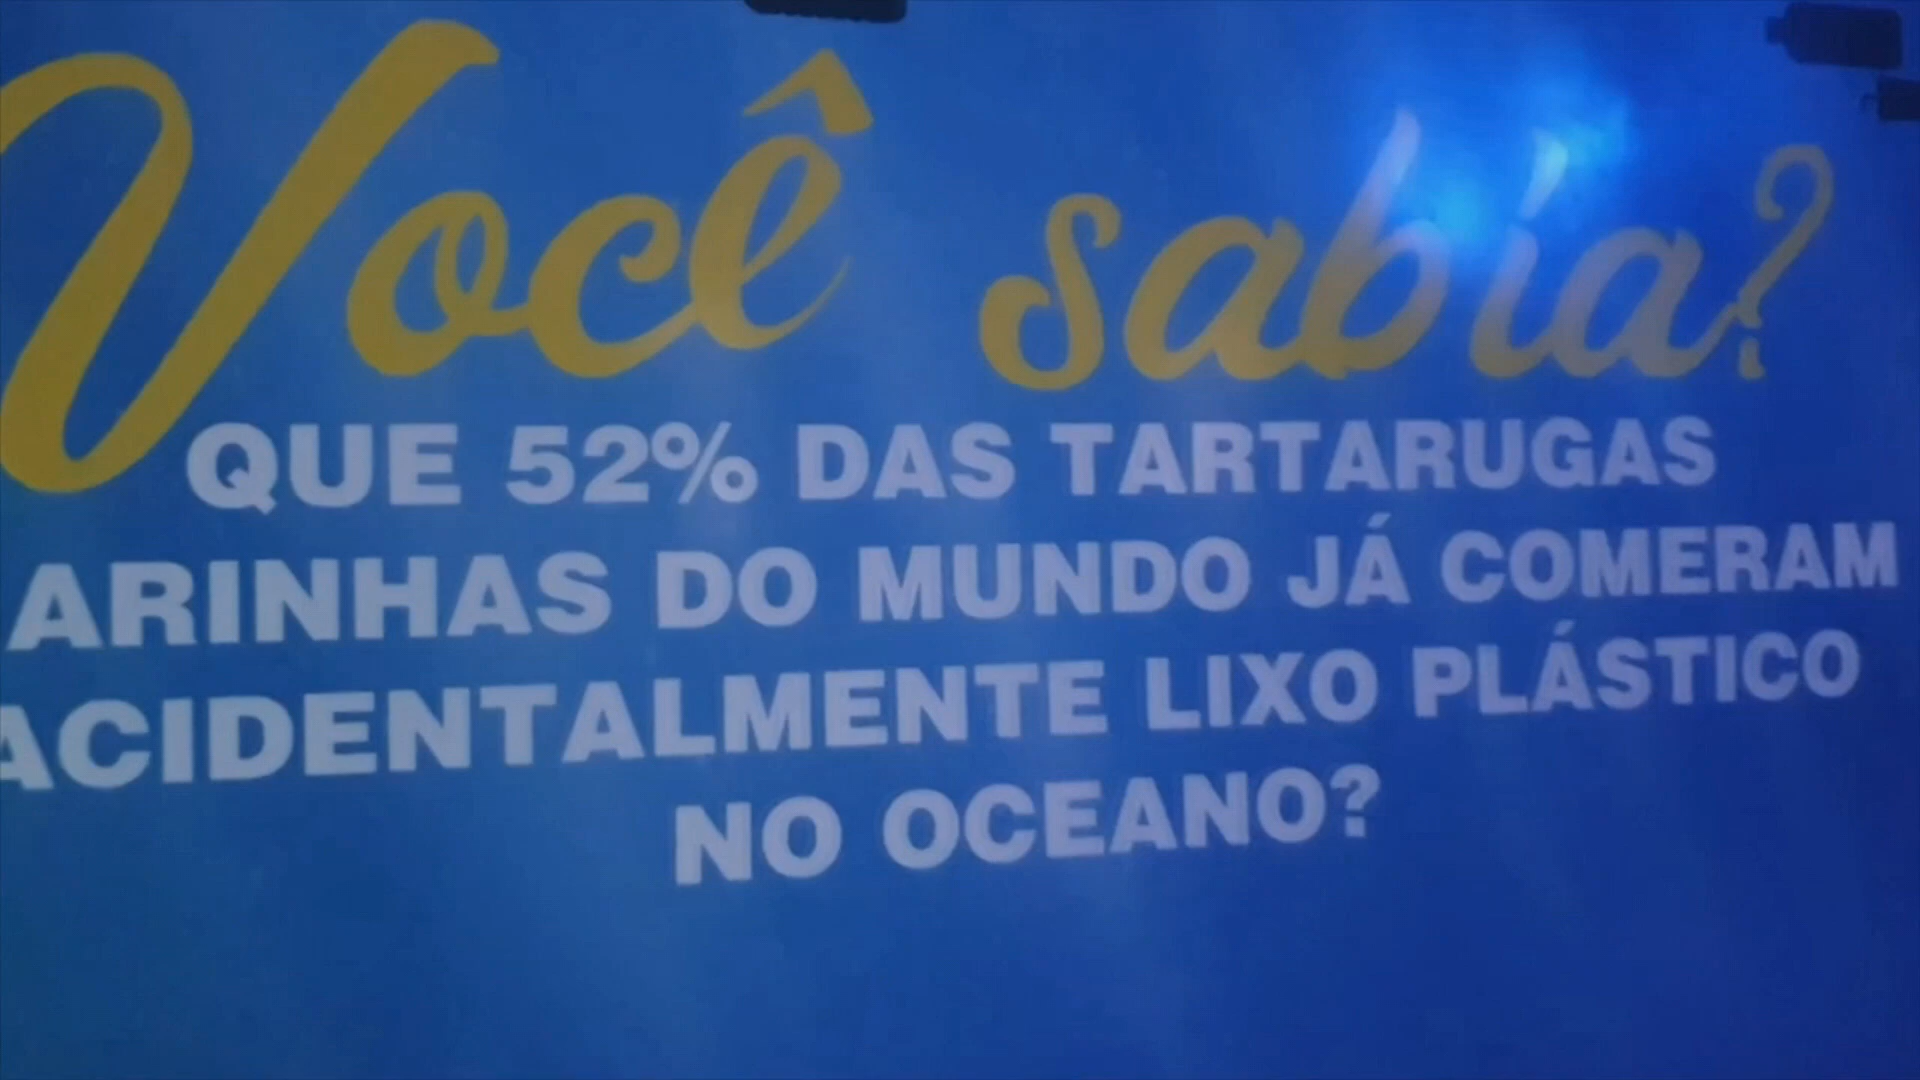 Você sabia?
QUE 52% DAS TARTARUGAS
ARINHAS DO MUNDO JÁ COMERAM
ACIDENTALMENTE LIXO PLÁSTICO
NO OCEANO?